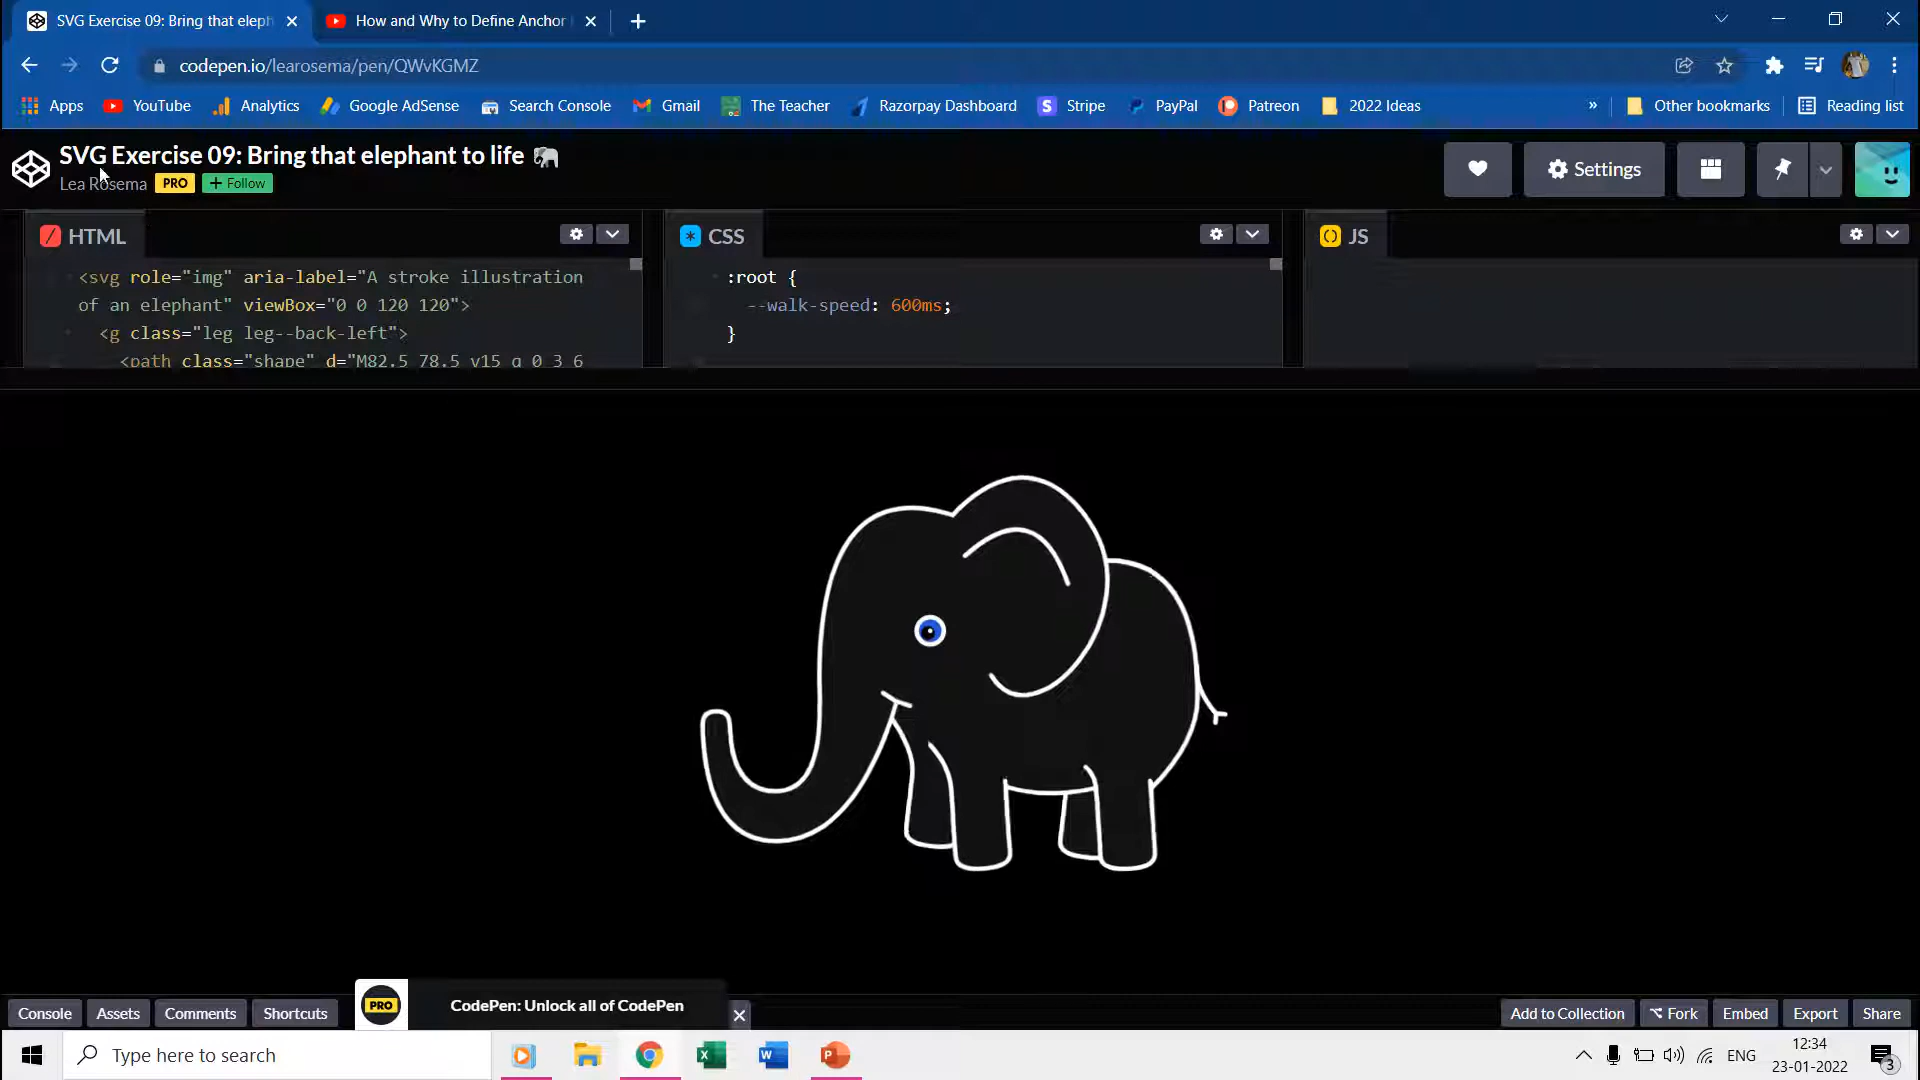 SVG Exercise 09: Bring that eleph
How and Why to Define Anchor
codepen.io/learosema/pen/QWvKGMZ
Apps YouTube Analytics Google AdSense Search Console Gmail The Teacher Razorpay Dashboard Stripe PayPal Patreon 2022 Ideas » Other bookmarks Reading list
SVG Exercise 09: Bring that elephant to life
Lea Rosema PRO + Follow
Settings
HTML
<svg role="img" aria-label="A stroke illustration
of an elephant" viewBox="0 0 120 120">
<g class="leg leg--back-left">
<path class="shape" d="M82.5 78.5 v15 q 0 3 6
CSS
:root {
--walk-speed: 600ms;
}
JS
Console Assets Comments Shortcuts
PRO CodePen: Unlock all of CodePen
Add to Collection Fork Embed Export Share
Type here to search
ENG
12:34
23-01-2022
3